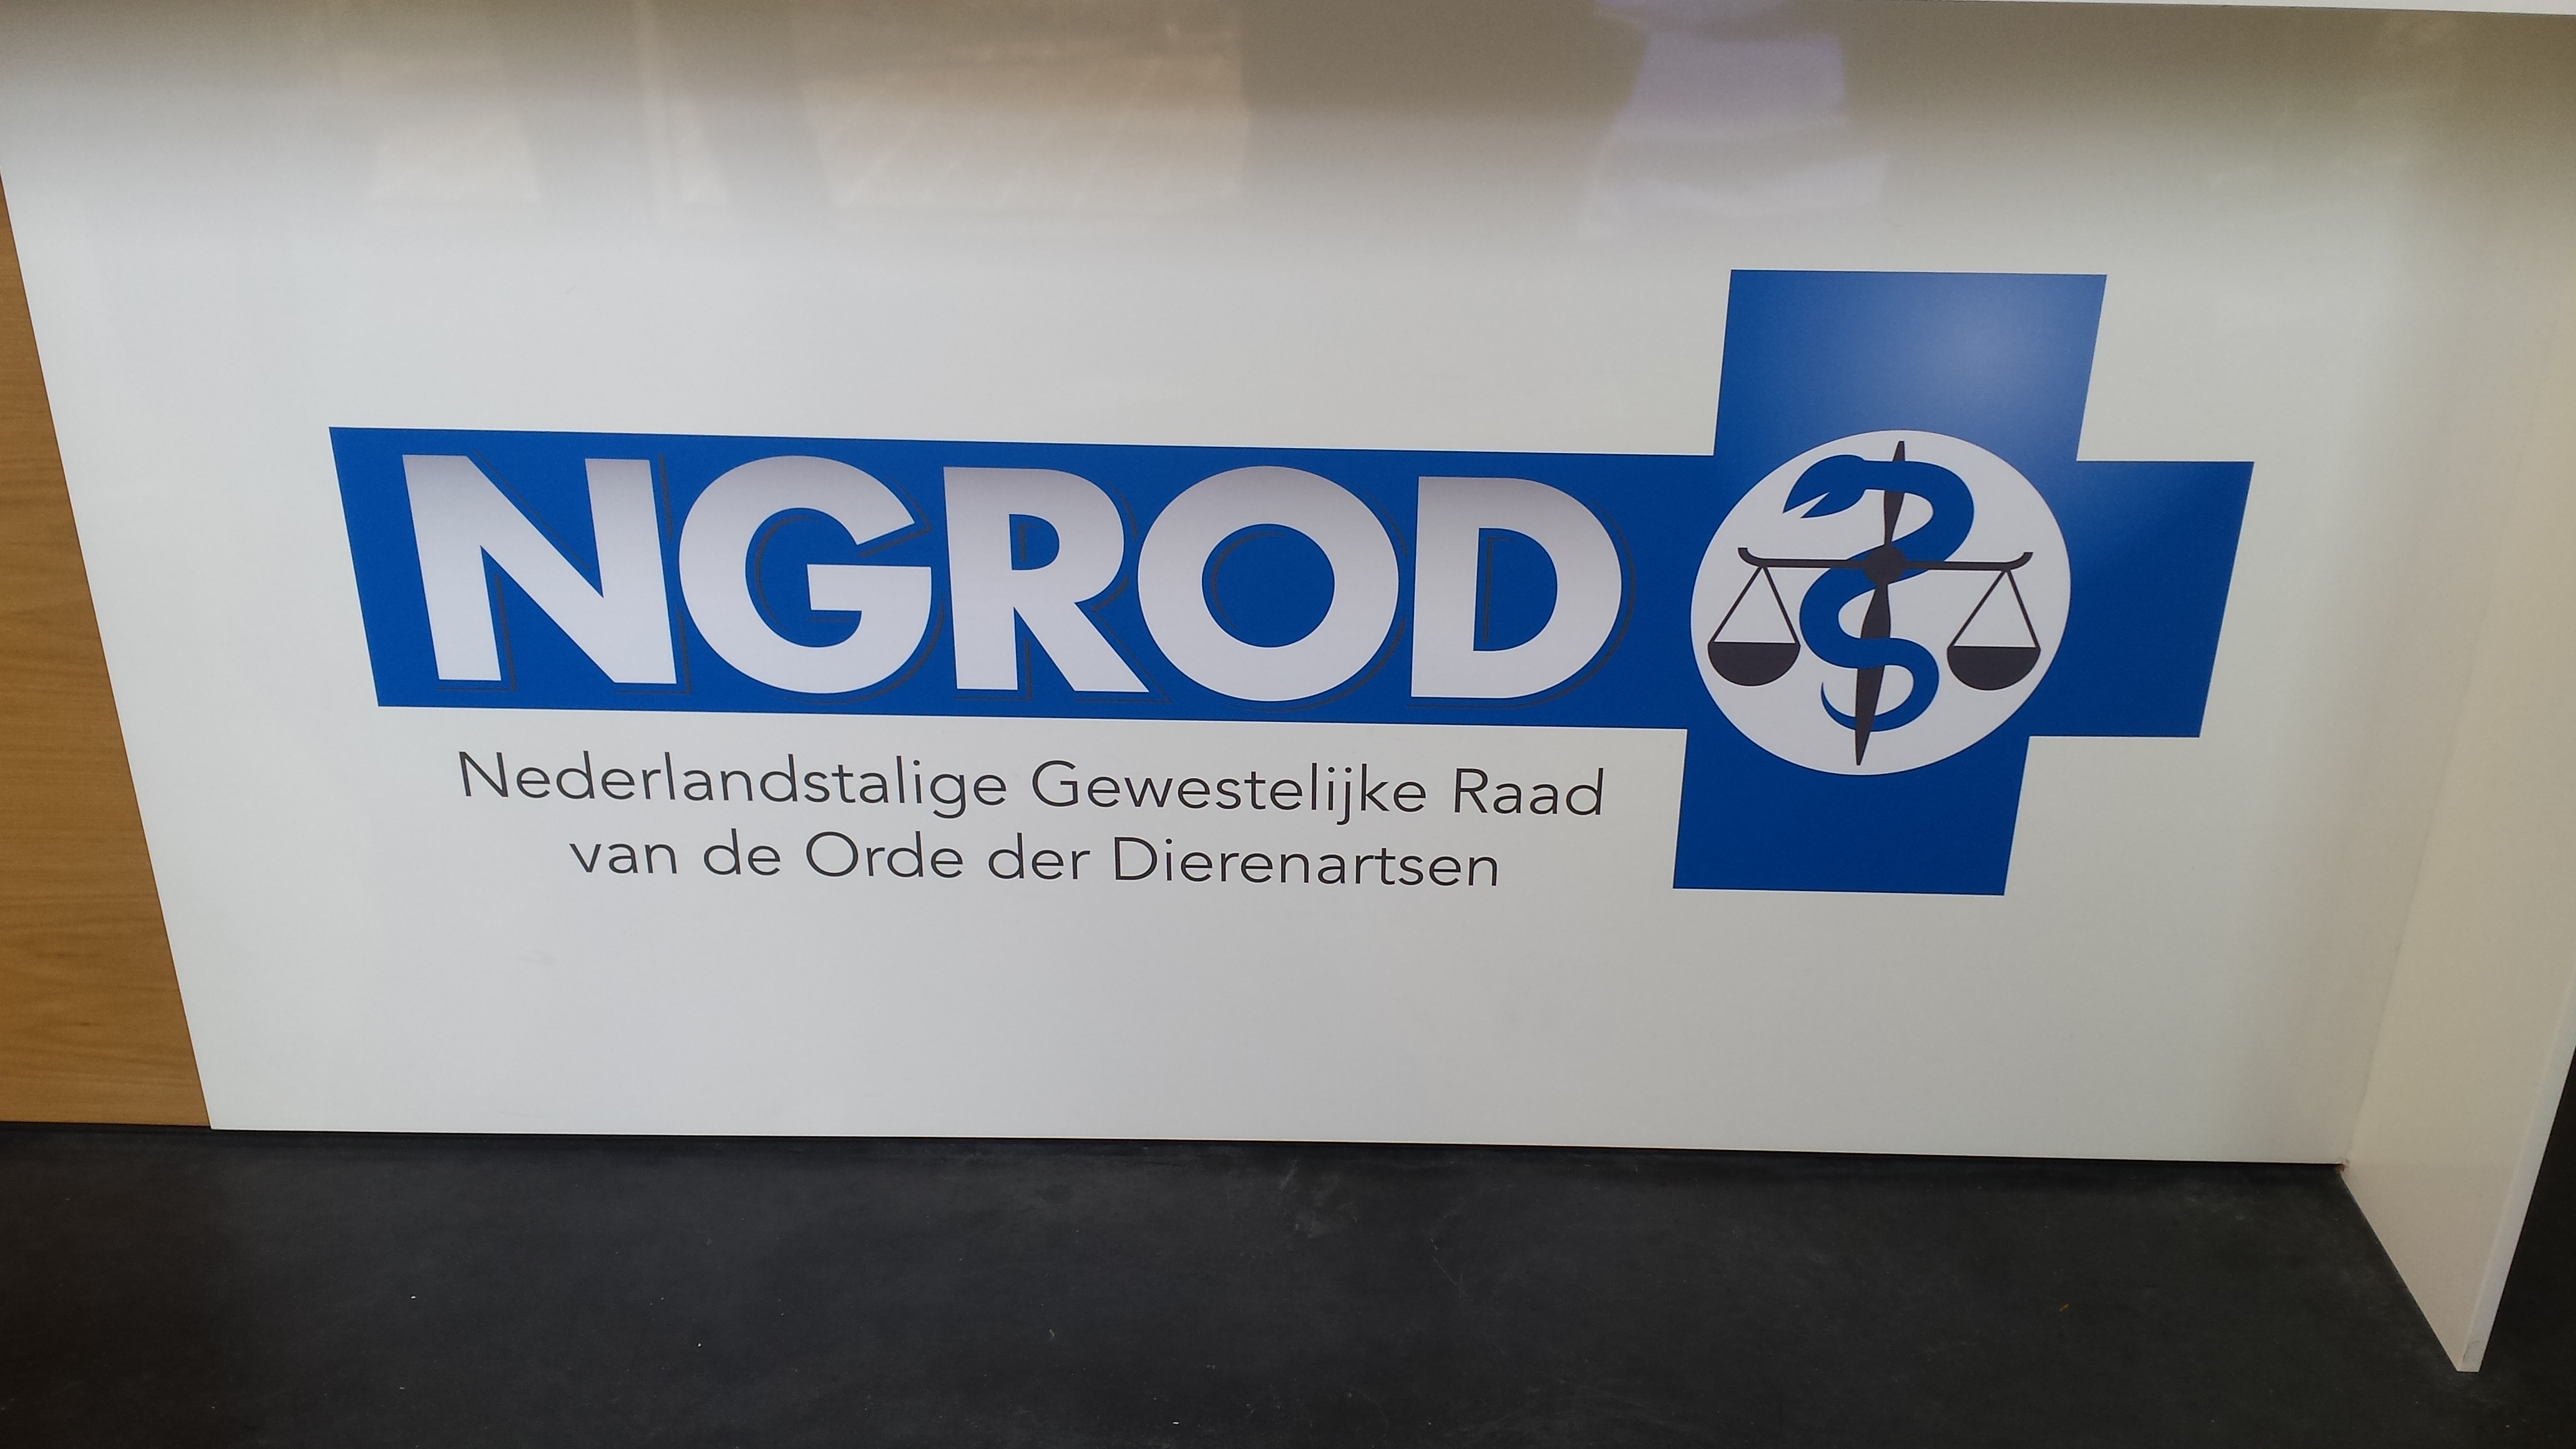 NGROD
Nederlandstalige Gewestelijke Raad
van de Orde der Dierenartsen